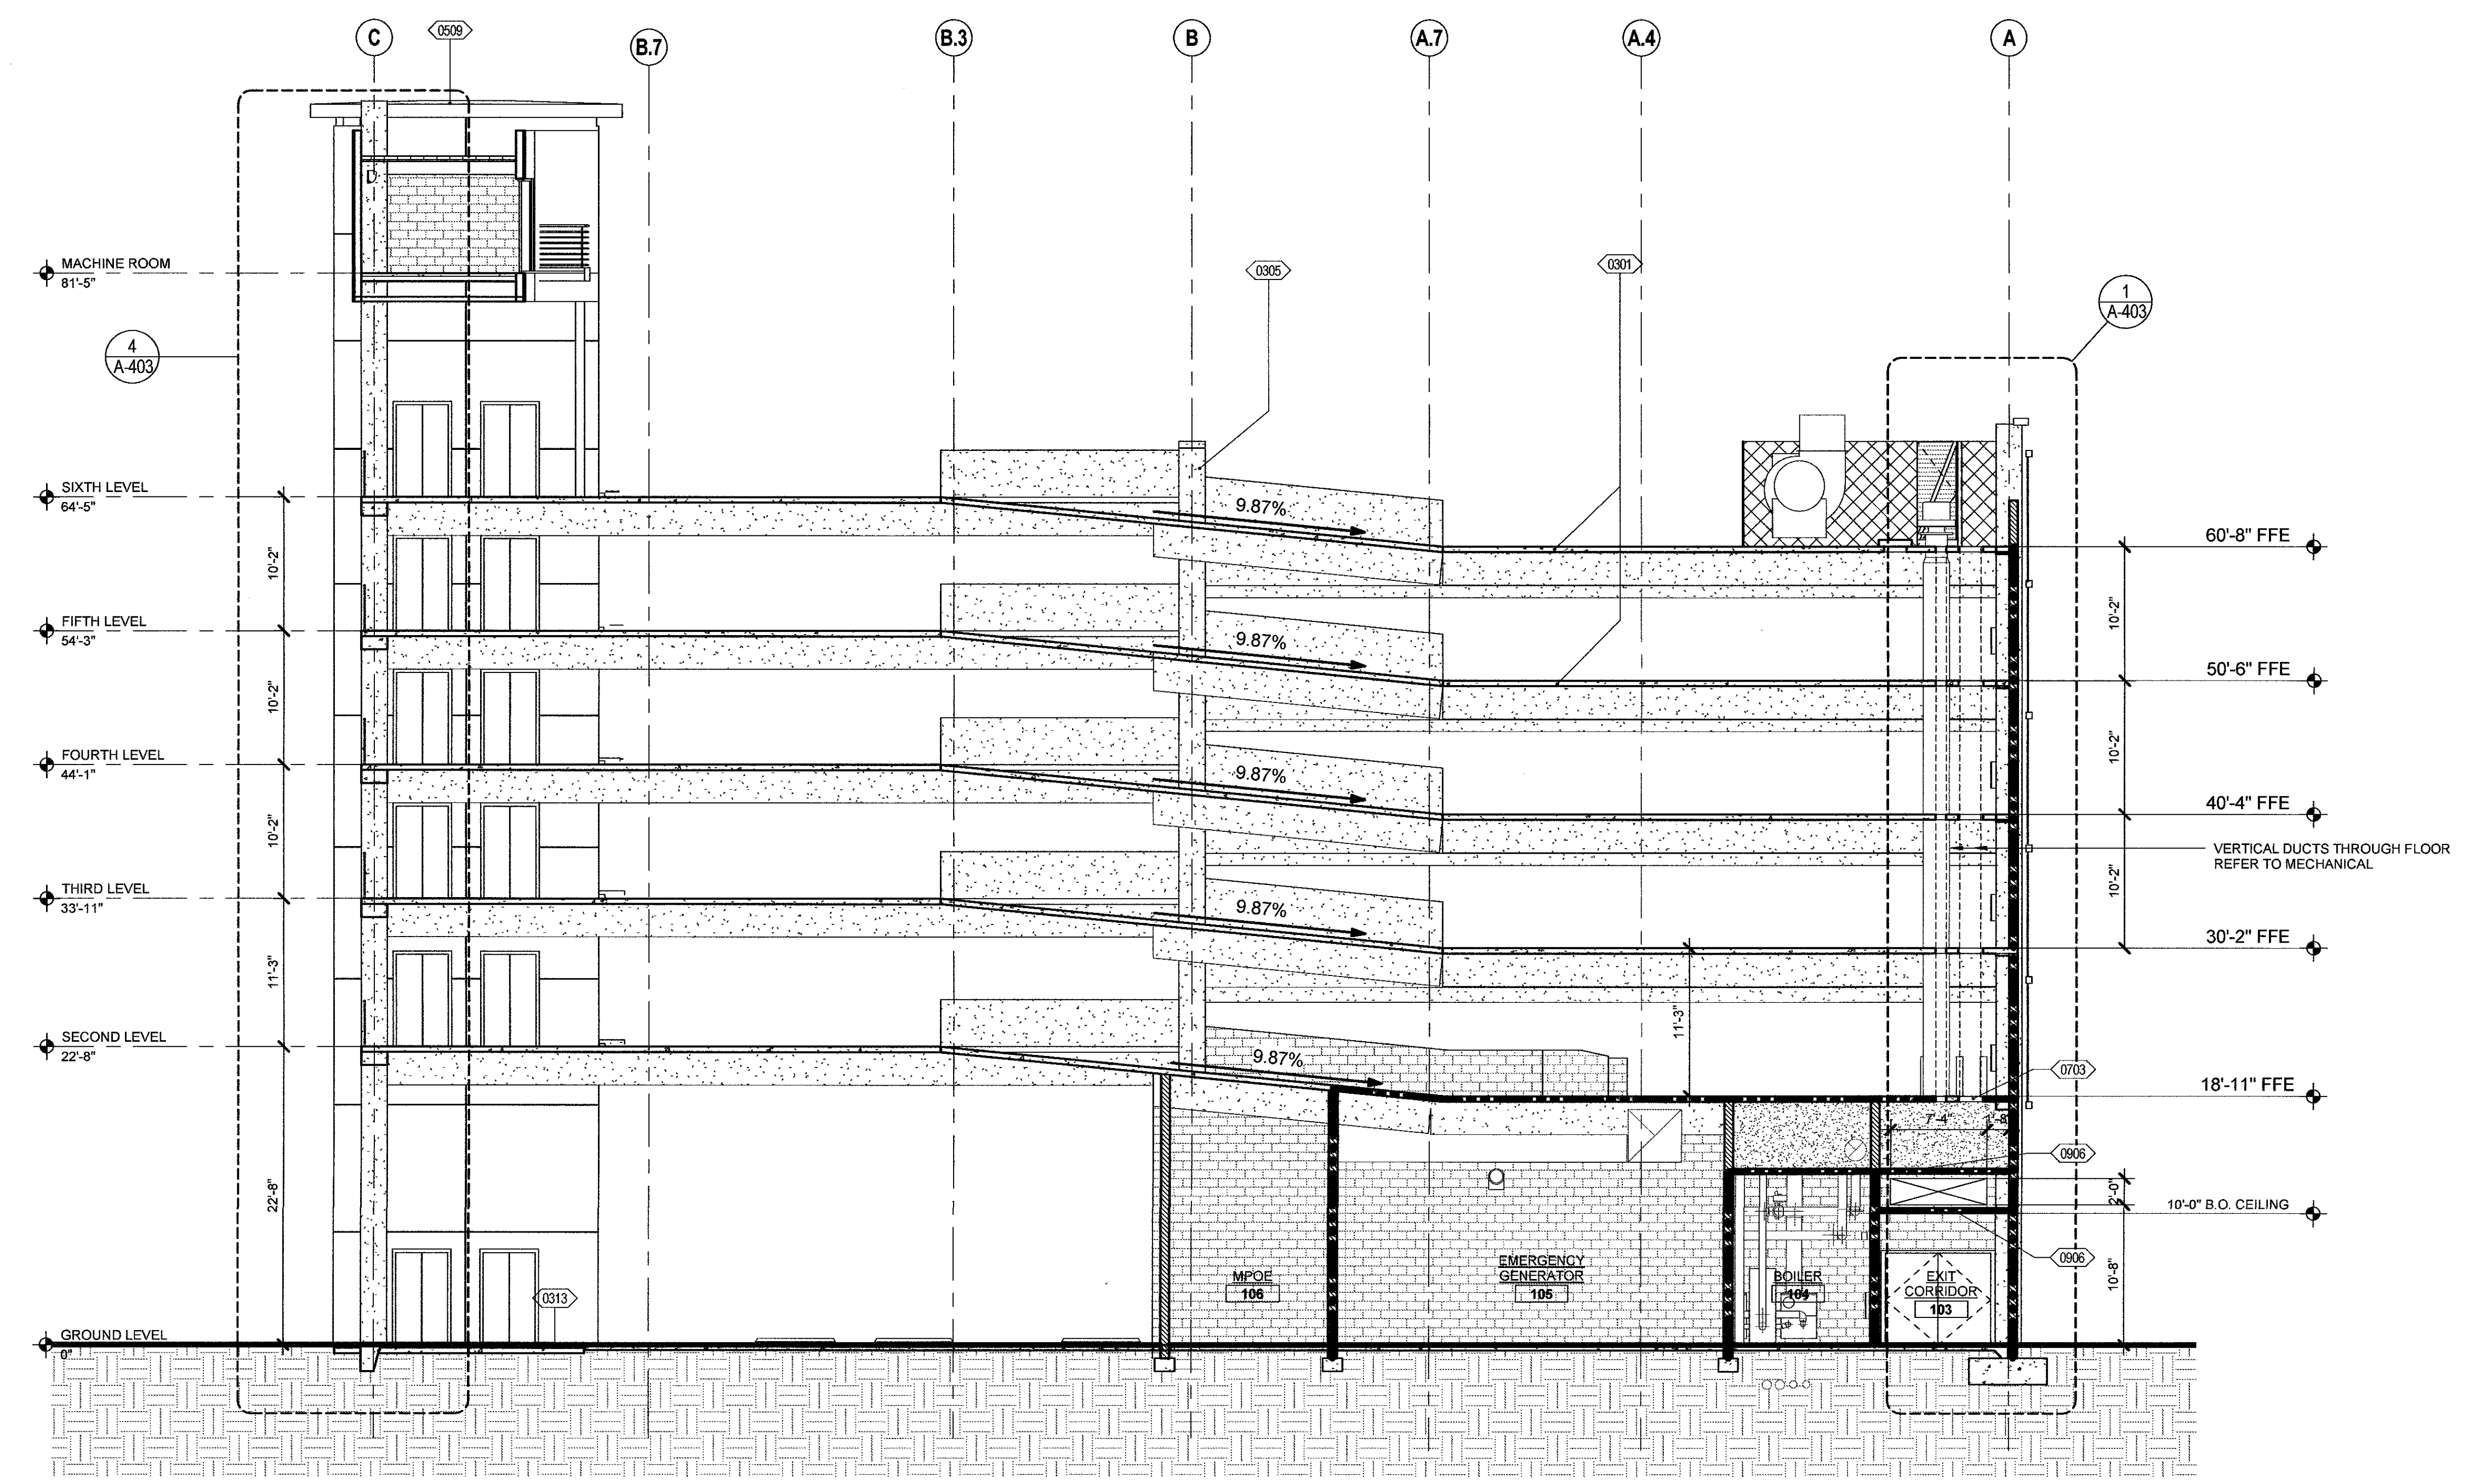 C
0509
B.7
B.3
B
A.7
A.4
A
MACHINE ROOM
81'-5"
0305
0301
1
A-403
4
A-403
SIXTH LEVEL
64'-5"
9.87%
60'-8" FFE
10'-2"
10'-2"
FIFTH LEVEL
54'-3"
9.87%
50'-6" FFE
10'-2"
10'-2"
FOURTH LEVEL
44'-1"
9.87%
40'-4" FFE
10'-2"
10'-2"
VERTICAL DUCTS THROUGH FLOOR
REFER TO MECHANICAL
THIRD LEVEL
33'-11"
9.87%
30'-2" FFE
11'-3"
11'-3"
SECOND LEVEL
22'-8"
9.87%
0703
18'-11" FFE
7'-4"
0906
22'-8"
2'-0"
10'-0" B.O. CEILING
0906
10'-8"
MPOE
106
EMERGENCY
GENERATOR
105
BOILER
104
EXIT
CORRIDOR
103
0313
GROUND LEVEL
0"